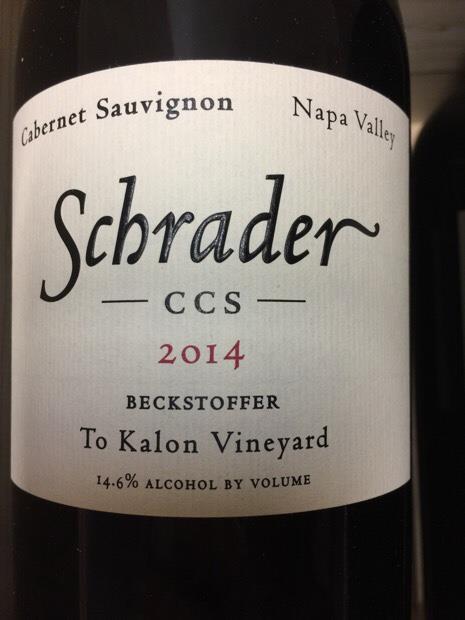 Cabernet Sauvignon Napa Valley
Schrader
— CCS —
2014
BECKSTOFFER
To Kalon Vineyard
14.6% ALCOHOL BY VOLUME